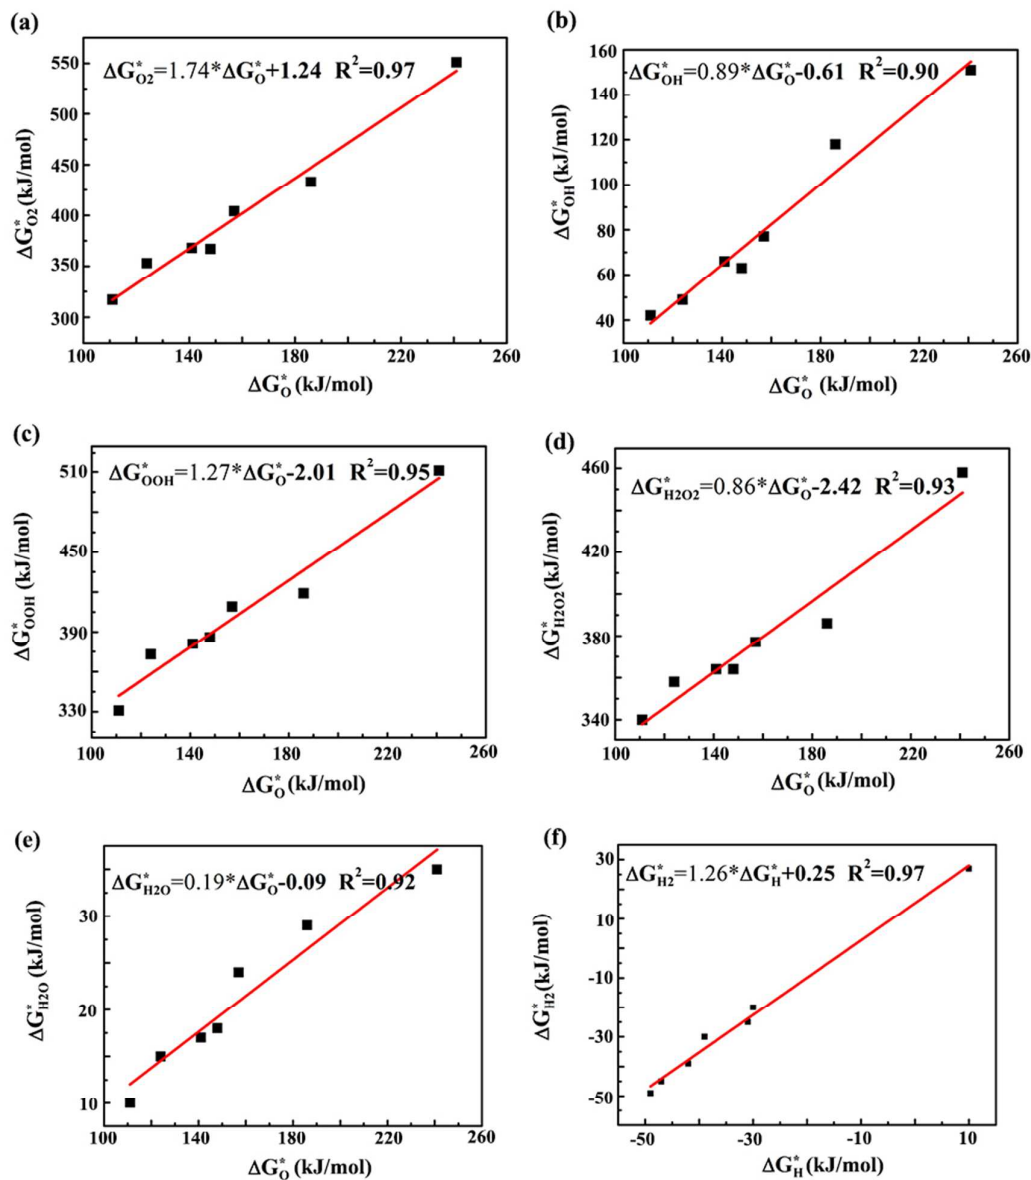 (a)
ΔG*O2=1.74*ΔG*O+1.24 R²=0.97
550
500
450
400
350
300
100 140 180 220 260
ΔG*O2(kJ/mol)
ΔG*O(kJ/mol)
(b)
ΔG*OH=0.89*ΔG*O-0.61 R²=0.90
160
140
120
100
80
60
40
100 140 180 220 260
ΔG*OH(kJ/mol)
ΔG*O (kJ/mol)
(c)
ΔG*OOH=1.27*ΔG*O-2.01 R²=0.95
510
450
390
330
100 140 180 220 260
ΔG*OOH (kJ/mol)
ΔG*O(kJ/mol)
(d)
ΔG*H2O2=0.86*ΔG*O-2.42 R²=0.93
460
420
380
340
100 140 180 220 260
ΔG*H2O2(kJ/mol)
ΔG*O(kJ/mol)
(e)
ΔG*H2O=0.19*ΔG*O-0.09 R²=0.92
30
20
10
100 140 180 220 260
ΔG*H2O (kJ/mol)
ΔG*O(kJ/mol)
(f)
ΔG*H2=1.26*ΔG*H+0.25 R²=0.97
30
10
-10
-30
-50
-50 -30 -10 10
ΔG*H2(kJ/mol)
ΔG*H(kJ/mol)